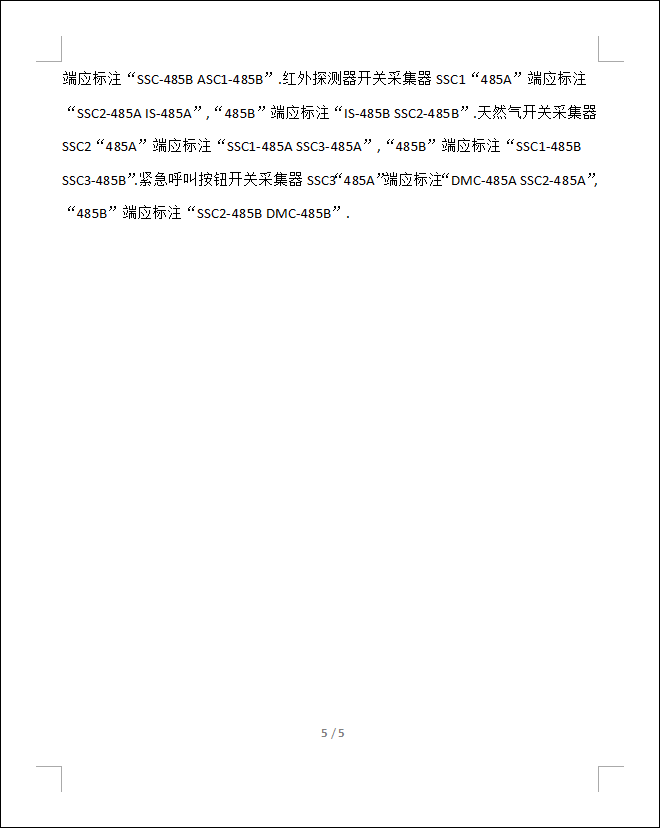 端应标注“SSC-485B ASC1-485B”.红外探测器开关采集器 SSC1“485A”端应标注
“SSC2-485A IS-485A”,“485B”端应标注“IS-485B SSC2-485B”.天然气开关采集器
SSC2“485A”端应标注“SSC1-485A SSC3-485A”,“485B”端应标注“SSC1-485B
SSC3-485B”.紧急呼叫按钮开关采集器 SSC3“485A”端应标注“DMC-485A SSC2-485A”,
“485B”端应标注“SSC2-485B DMC-485B”.
5 / 5